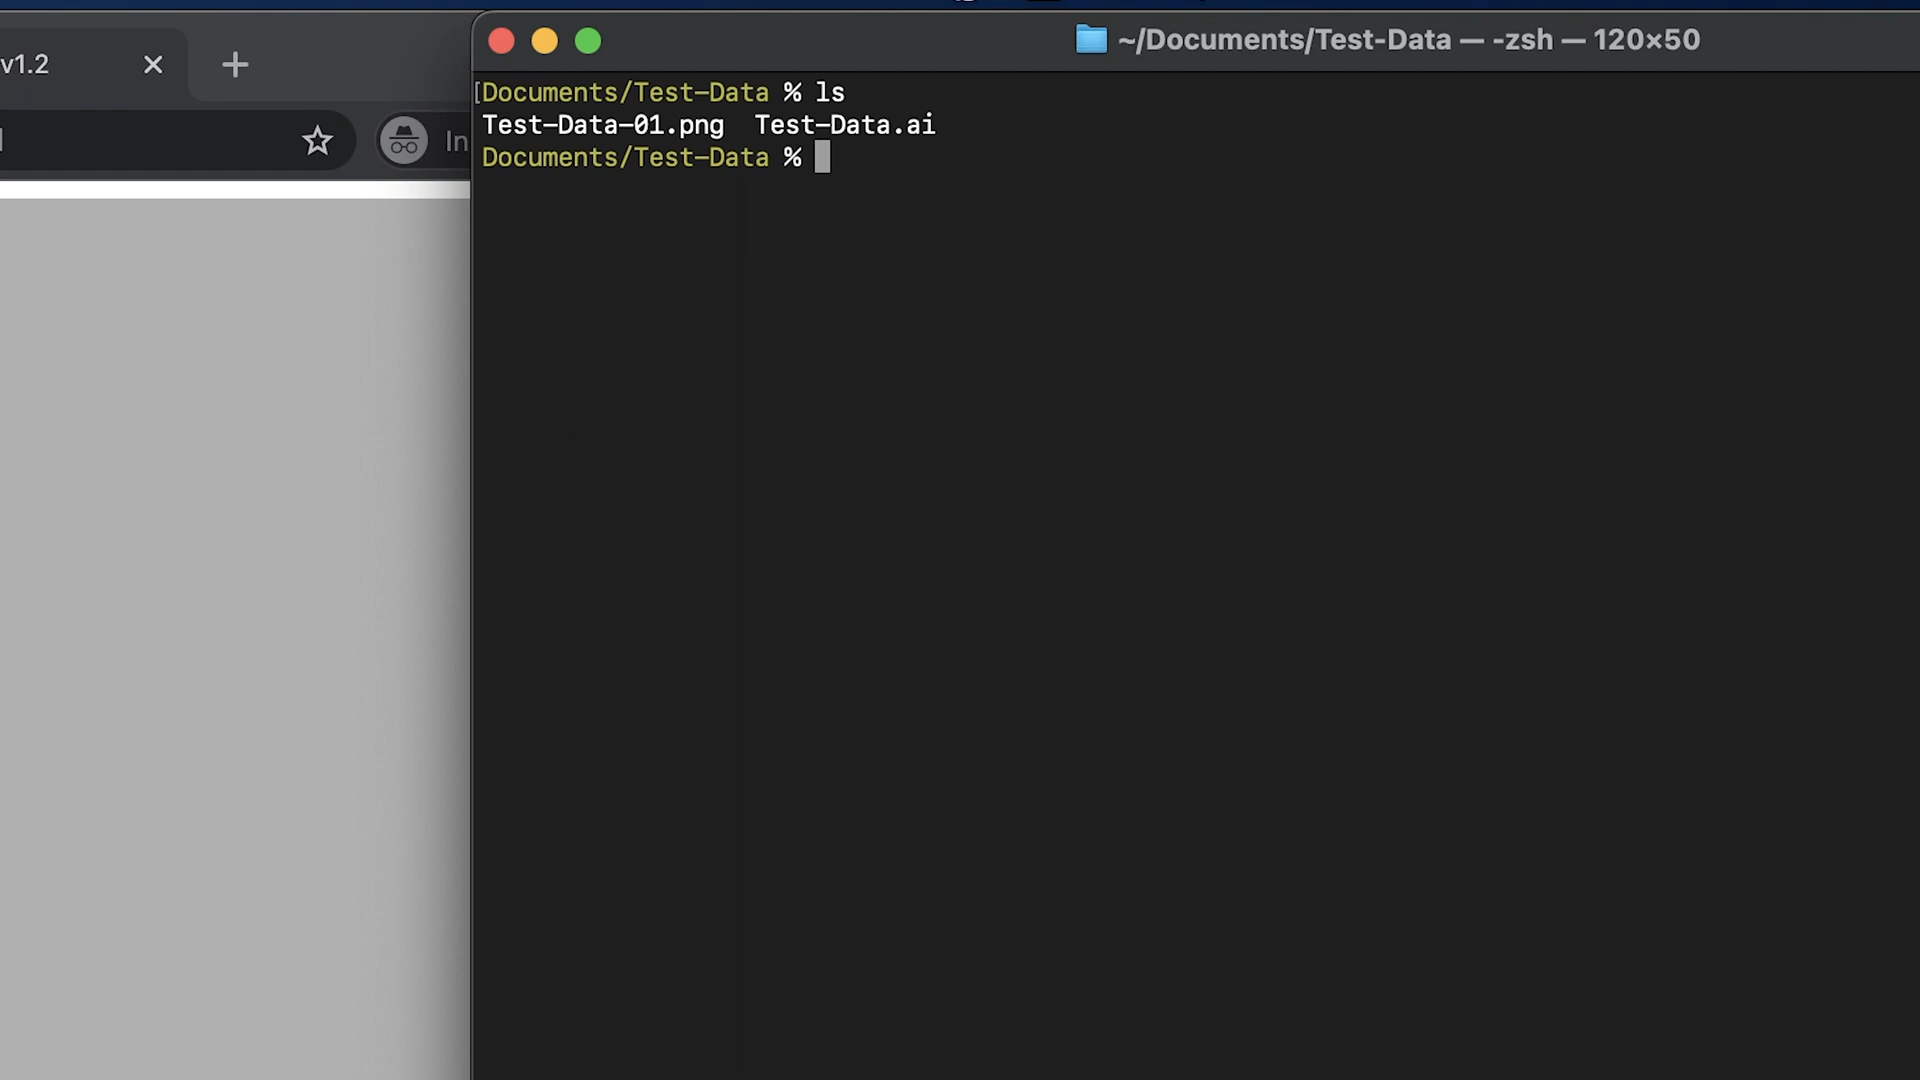 v1.2
~/Documents/Test-Data — -zsh — 120×50
In
Documents/Test-Data % ls
Test-Data-01.png Test-Data.ai
Documents/Test-Data %